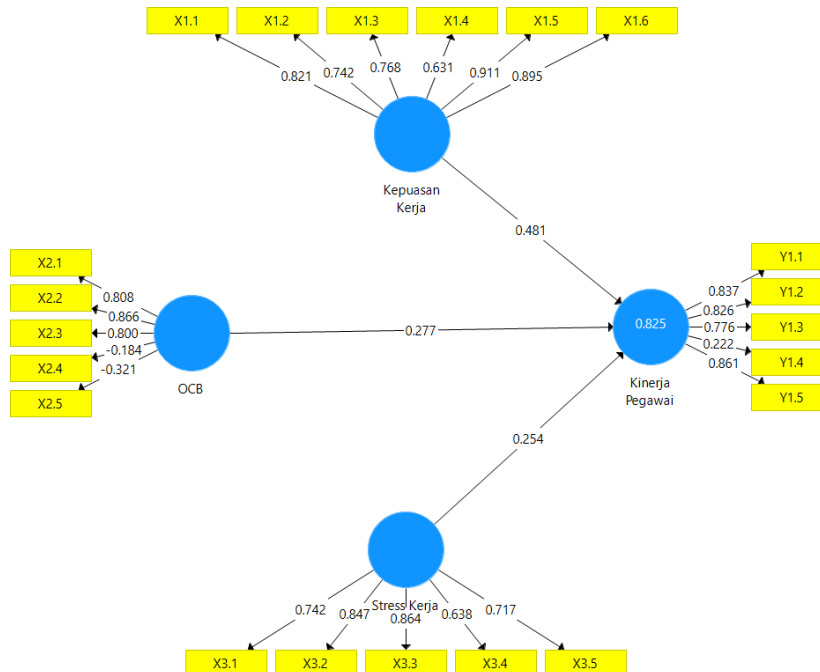 X1.1 X1.2 X1.3 X1.4 X1.5 X1.6
0.821 0.742 0.768 0.631 0.911 0.895
Kepuasan
Kerja
0.481
X2.1
X2.2
X2.3
X2.4
X2.5
0.808
0.866
0.800
-0.184
-0.321
OCB
0.277
0.825
Kinerja
Pegawai
0.837
0.826
0.776
0.222
0.861
Y1.1
Y1.2
Y1.3
Y1.4
Y1.5
0.254
Stress Kerja
0.742 0.847 0.864 0.638 0.717
X3.1 X3.2 X3.3 X3.4 X3.5